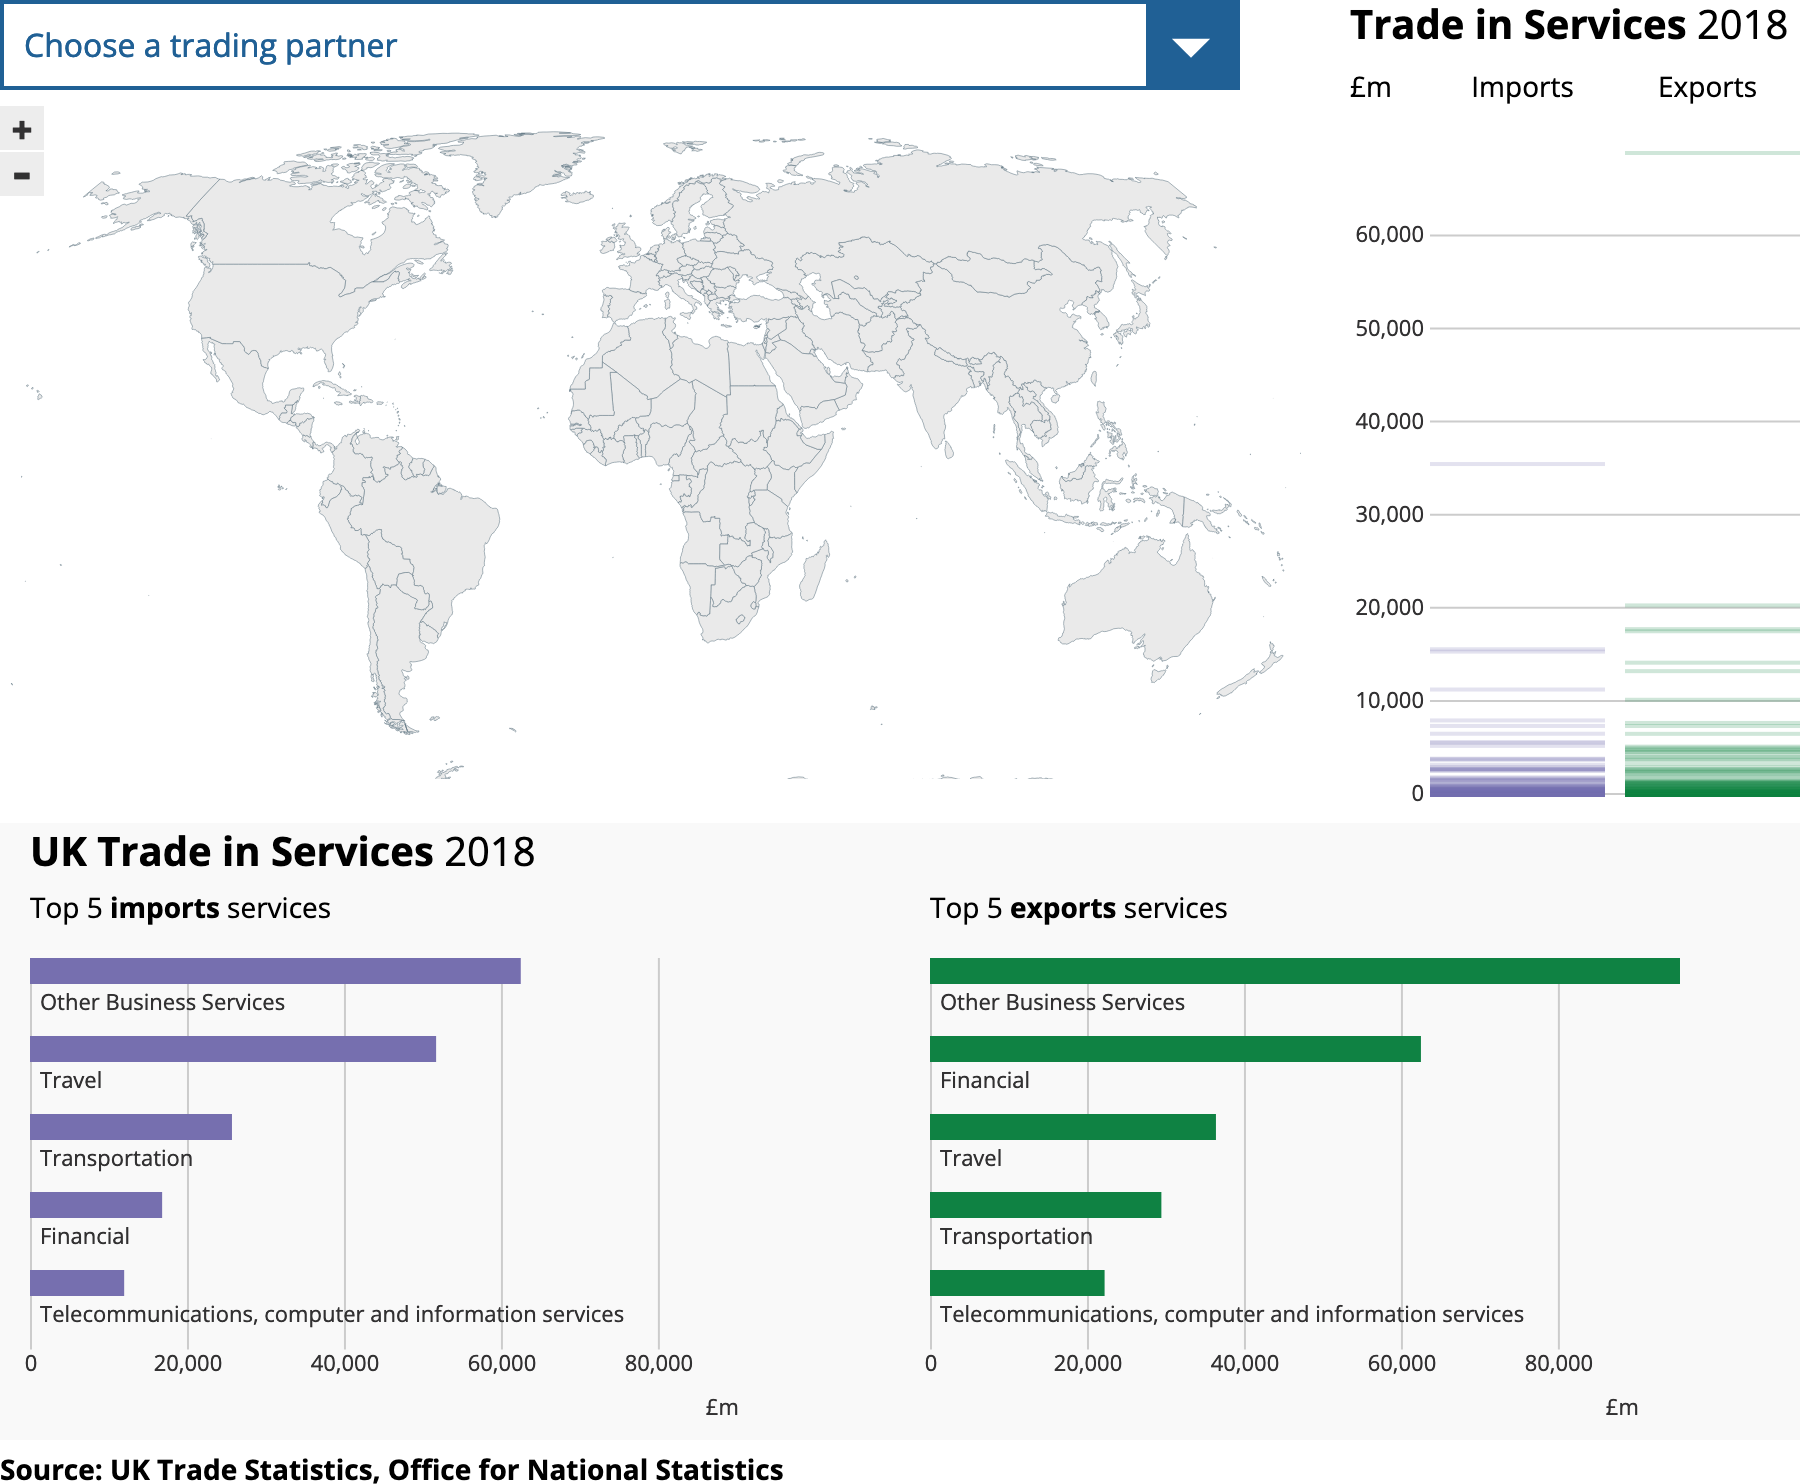 Choose a trading partner
+
-
Trade in Services 2018
£m Imports Exports
60,000
50,000
40,000
30,000
20,000
10,000
0
UK Trade in Services 2018
Top 5 imports services
Other Business Services
Travel
Transportation
Financial
Telecommunications, computer and information services
0 20,000 40,000 60,000 80,000
£m
Top 5 exports services
Other Business Services
Financial
Travel
Transportation
Telecommunications, computer and information services
0 20,000 40,000 60,000 80,000
£m
Source: UK Trade Statistics, Office for National Statistics